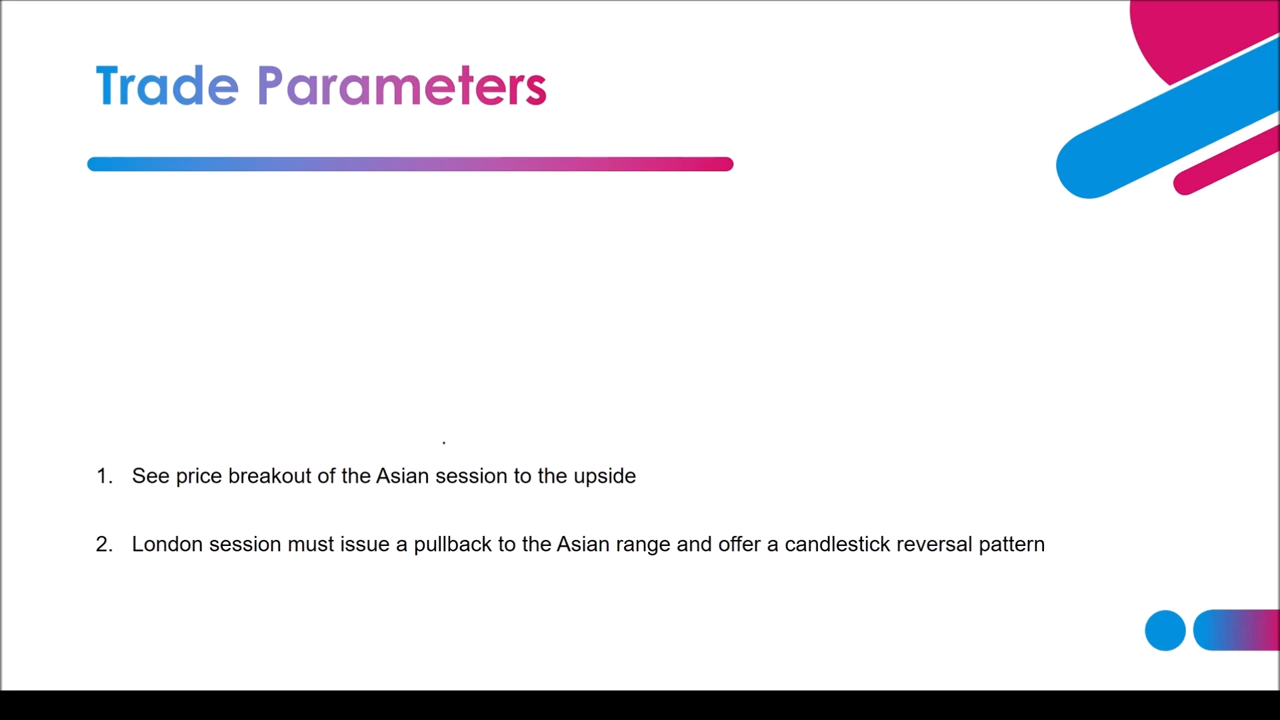 Trade Parameters
.
1. See price breakout of the Asian session to the upside
2. London session must issue a pullback to the Asian range and offer a candlestick reversal pattern